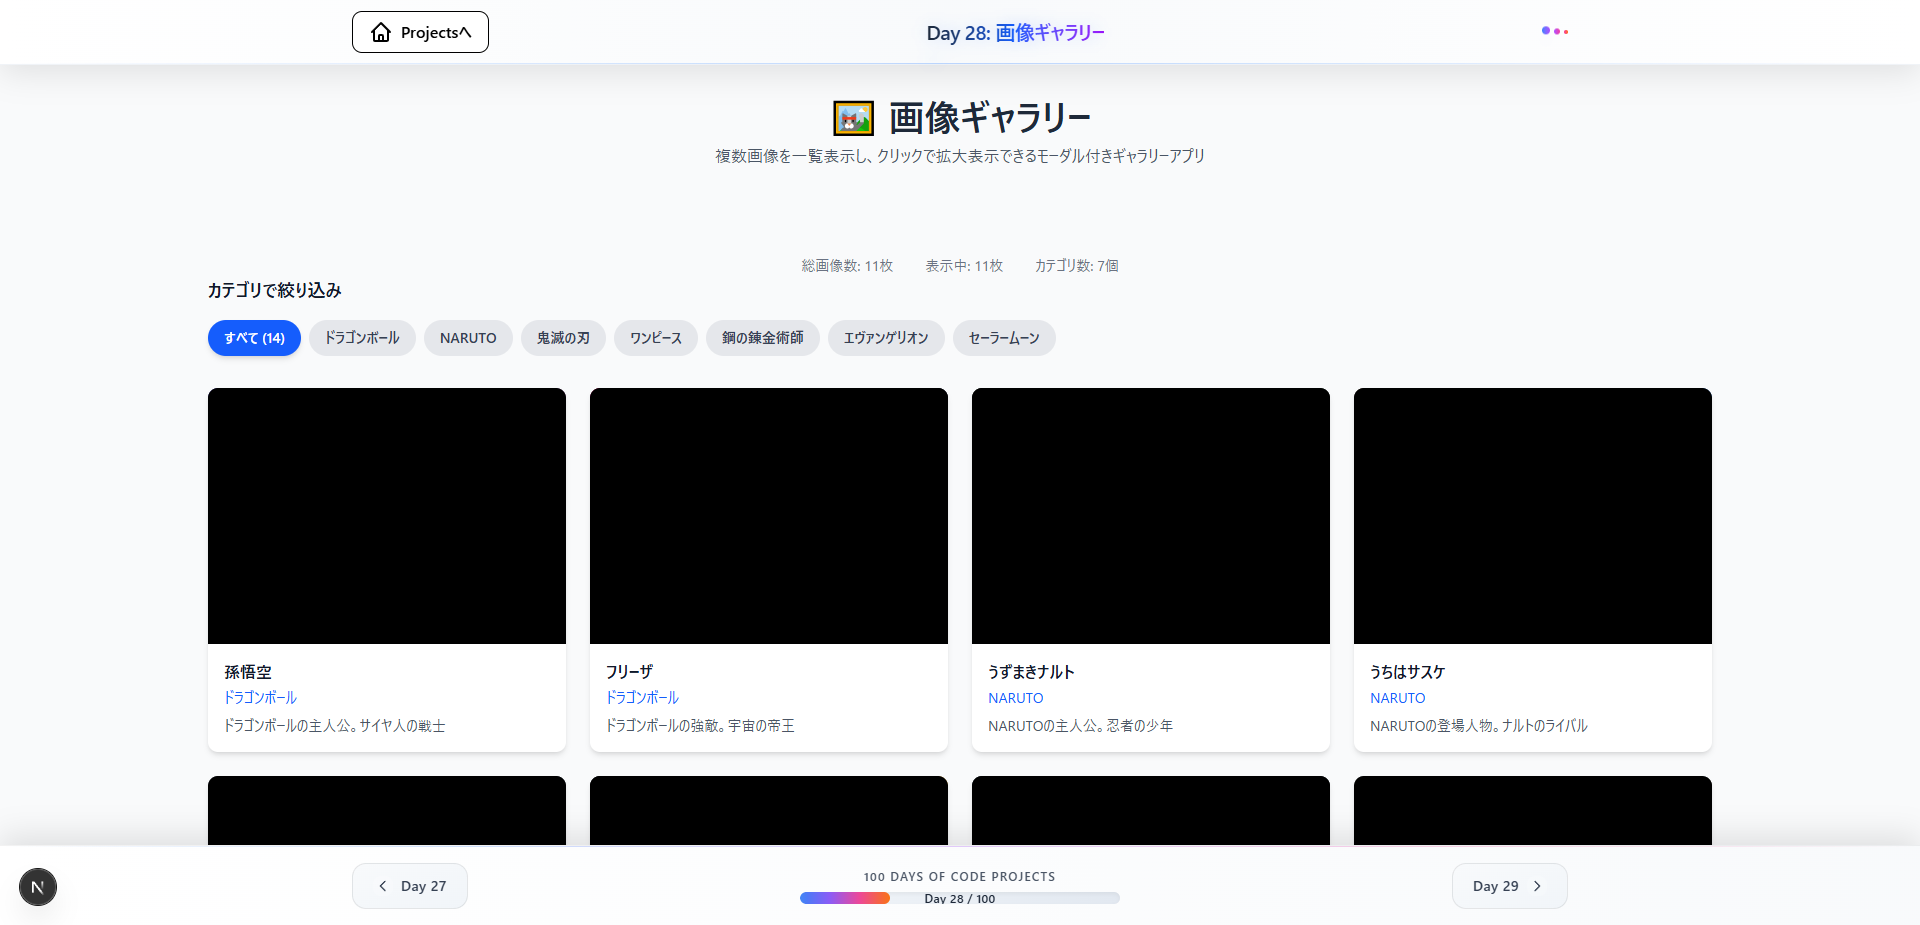 Projectsへ
Day 28: 画像ギャラリー
画像ギャラリー
複数画像を一覧表示し、クリックで拡大表示できるモーダル付きギャラリーアプリ
総画像数: 11枚 表示中: 11枚 カテゴリ数: 7個
カテゴリで絞り込み
すべて (14) ドラゴンボール NARUTO 鬼滅の刃 ワンピース 鋼の錬金術師 エヴァンゲリオン セーラームーン
孫悟空
ドラゴンボール
ドラゴンボールの主人公。サイヤ人の戦士
フリーザ
ドラゴンボール
ドラゴンボールの強敵。宇宙の帝王
うずまきナルト
NARUTO
NARUTOの主人公。忍者の少年
うちはサスケ
NARUTO
NARUTOの登場人物。ナルトのライバル
N
Day 27
100 DAYS OF CODE PROJECTS
Day 28 / 100
Day 29